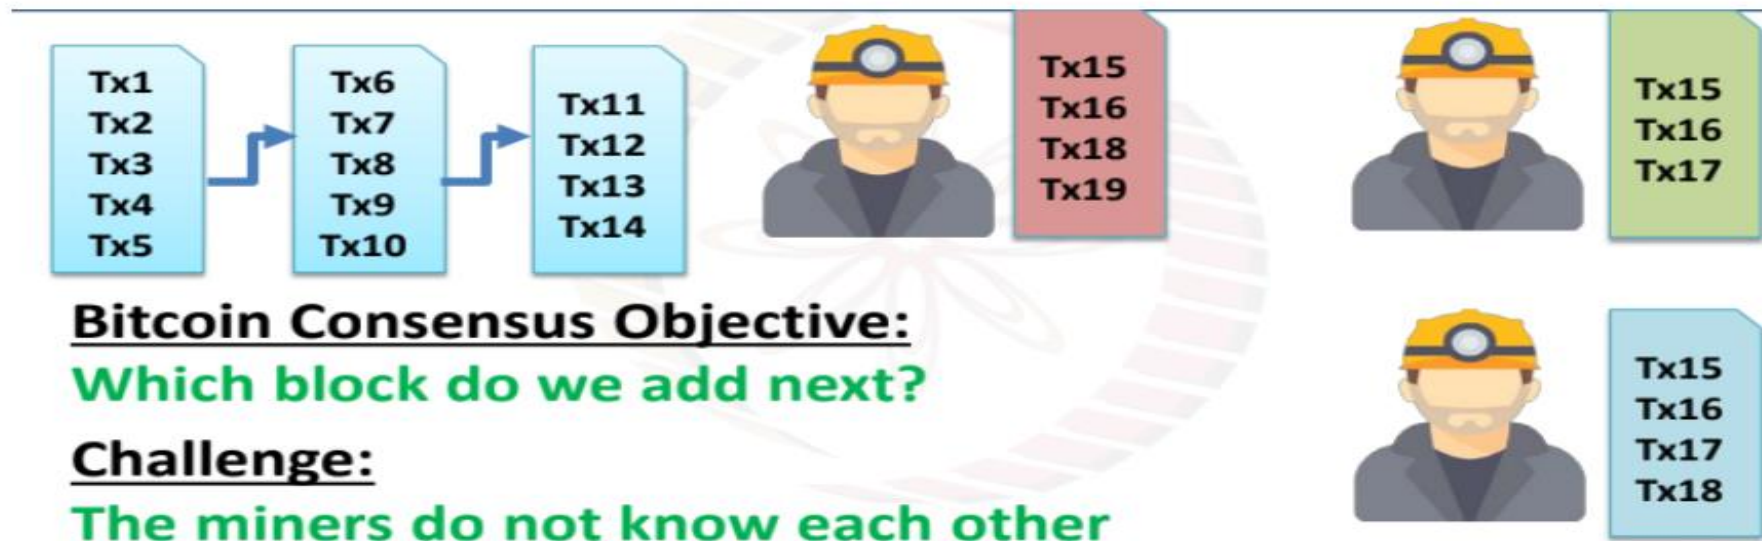 Tx1
Tx2
Tx3
Tx4
Tx5
Tx6
Tx7
Tx8
Tx9
Tx10
Tx11
Tx12
Tx13
Tx14
Tx15
Tx16
Tx18
Tx19
Tx15
Tx16
Tx17
Bitcoin Consensus Objective:
Which block do we add next?
Challenge:
The miners do not know each other
Tx15
Tx16
Tx17
Tx18